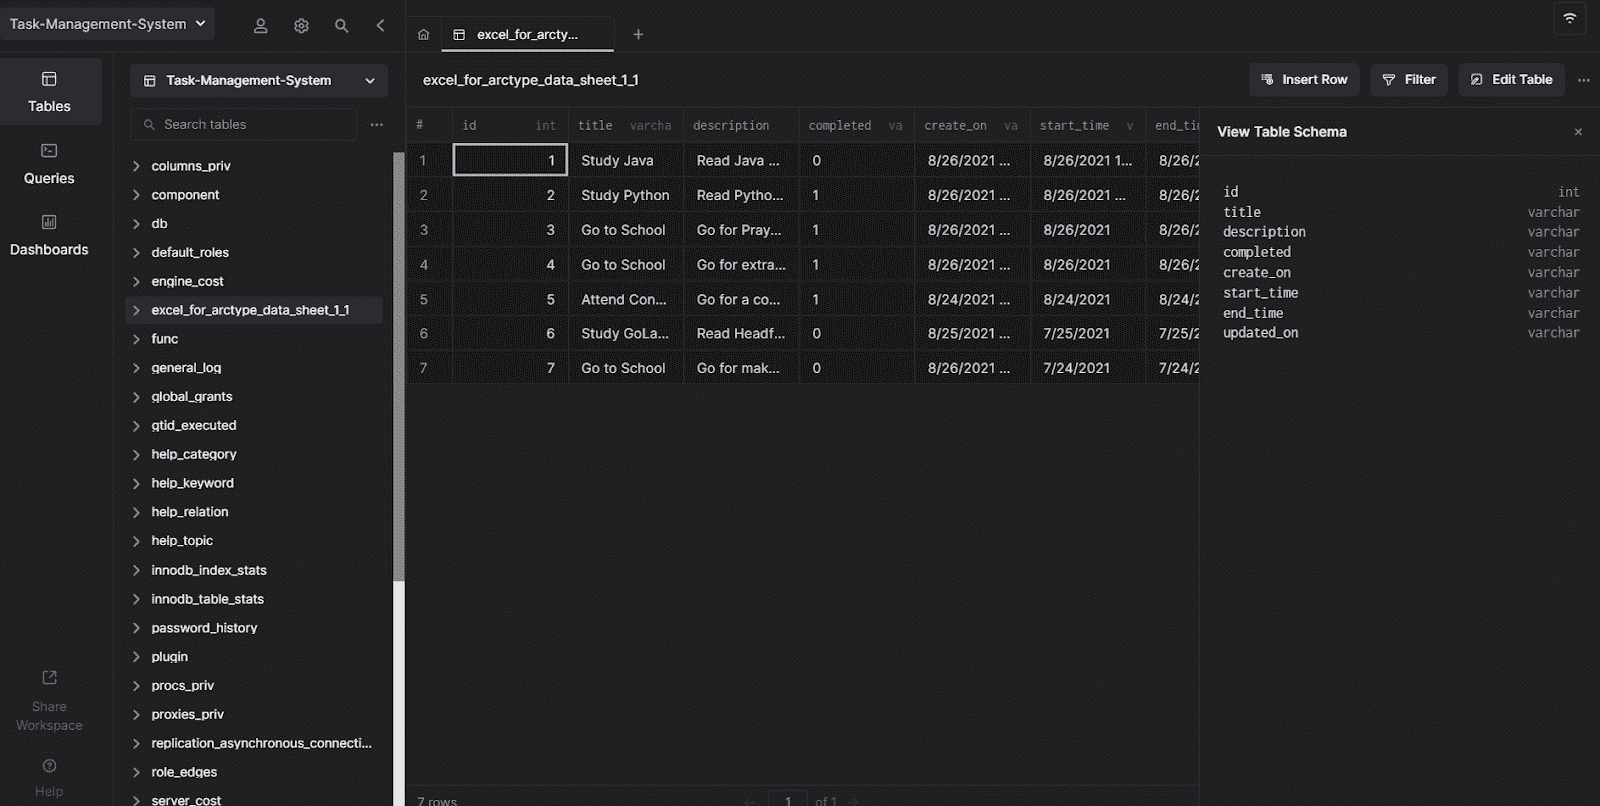 Task-Management-System
excel_for_arcty...
Tables
Queries
Dashboards
Share
Workspace
Help
Task-Management-System
Search tables
columns_priv
component
db
default_roles
engine_cost
excel_for_arctype_data_sheet_1_1
func
general_log
global_grants
gtid_executed
help_category
help_keyword
help_relation
help_topic
innodb_index_stats
innodb_table_stats
password_history
plugin
procs_priv
proxies_priv
replication_asynchronous_connecti...
role_edges
server_cost
excel_for_arctype_data_sheet_1_1
Insert Row Filter Edit Table
# id int title varcha description completed va create_on va start_time v end_tin
1 1 Study Java Read Java ... 0 8/26/2021 ... 8/26/2021 1... 8/26/2
2 2 Study Python Read Pytho... 1 8/26/2021 ... 8/26/2021 ... 8/26/2
3 3 Go to School Go for Pray... 1 8/26/2021 ... 8/26/2021 8/26/2
4 4 Go to School Go for extra... 1 8/26/2021 ... 8/26/2021 8/26/2
5 5 Attend Con... Go for a co... 1 8/24/2021 ... 8/24/2021 8/24/2
6 6 Study GoLa... Read Headf... 0 8/25/2021 ... 7/25/2021 7/25/2
7 7 Go to School Go for mak... 0 8/26/2021 ... 7/24/2021 7/24/2
7 rows 1 of 1
View Table Schema
id int
title varchar
description varchar
completed varchar
create_on varchar
start_time varchar
end_time varchar
updated_on varchar